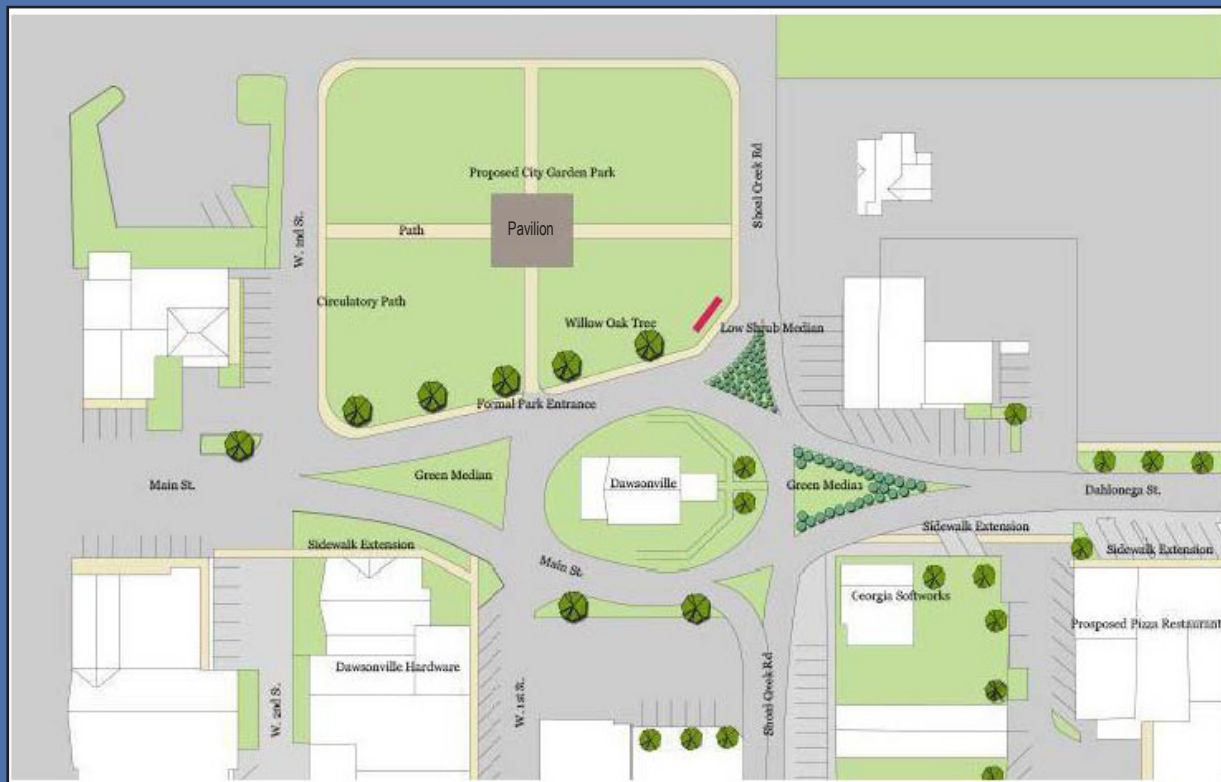 Proposed City Garden Park
Shoal Creek Rd
W. 2nd St.
Path
Pavilion
Circulatory Path
Willow Oak Tree
Low Shrub Median
Formal Park Entrance
Main St.
Green Median
Dawsonville
Green Median
Dahlonega St.
Sidewalk Extension
Sidewalk Extension
Sidewalk Extension
Main St.
Georgia Softworks
Prosposed Pizza Restaurant
Dawsonville Hardware
W. 2nd St.
W. 1st St.
Shoal Creek Rd